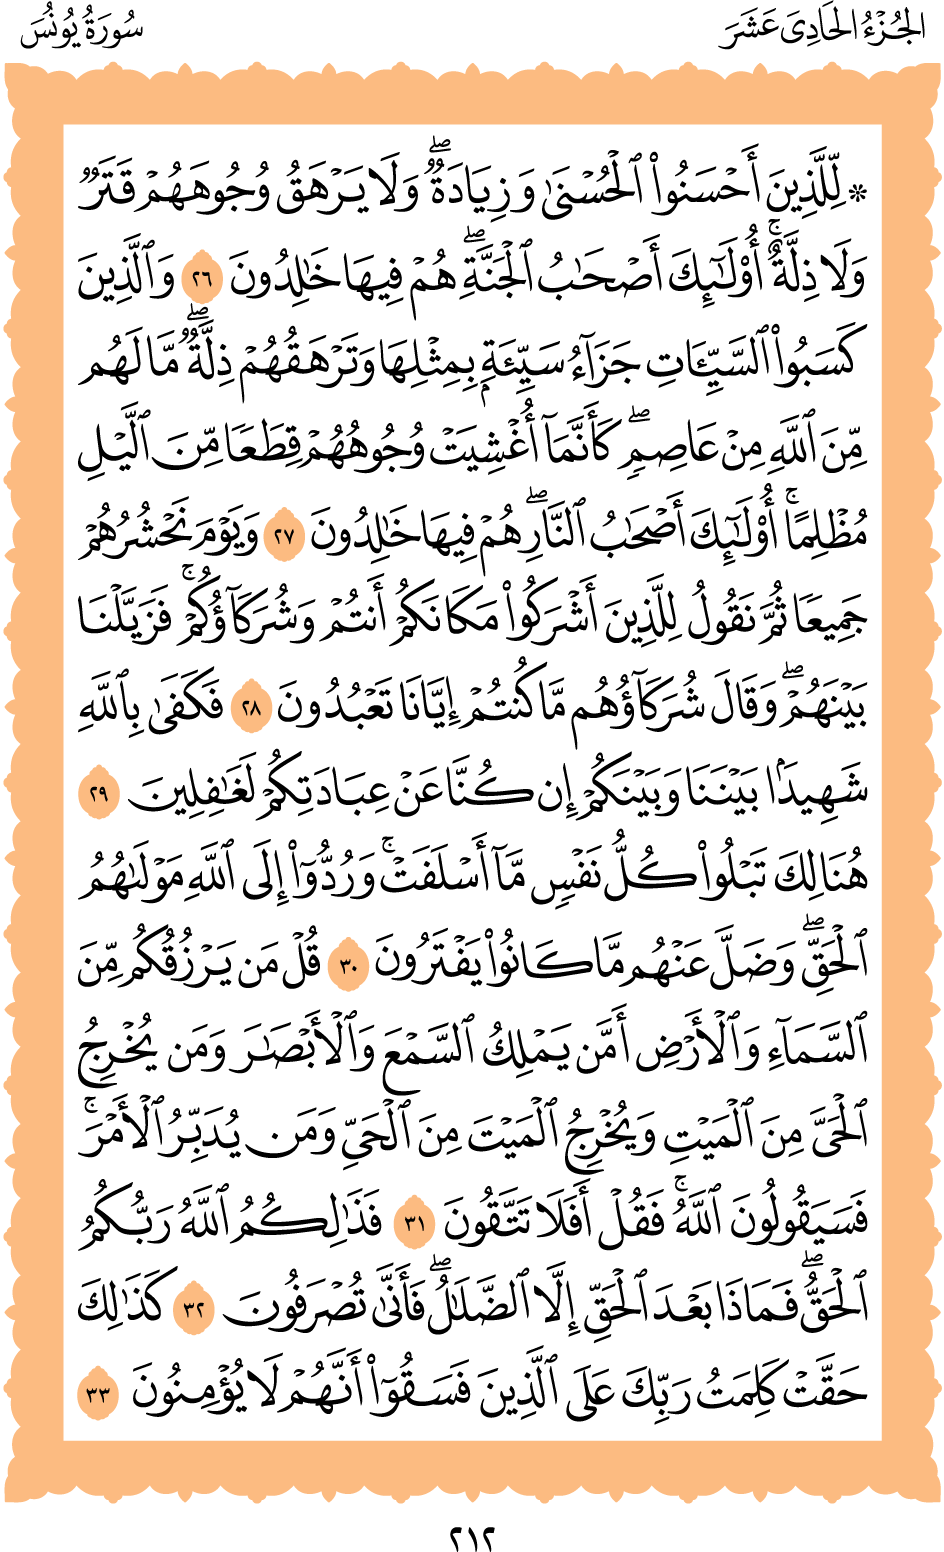 الجُزْءُ الحَادِىَ عَشَرَ
سُورَةُ يُونُسَ
۞ لِّلَّذِينَ أَحْسَنُوا۟ ٱلْحُسْنَىٰ وَزِيَادَةٌۭ ۖ وَلَا يَرْهَقُ وُجُوهَهُمْ قَتَرٌۭ
وَلَا ذِلَّةٌ ۚ أُو۟لَـٰٓئِكَ أَصْحَـٰبُ ٱلْجَنَّةِ ۖ هُمْ فِيهَا خَـٰلِدُونَ ٢٦ وَٱلَّذِينَ
كَسَبُوا۟ ٱلسَّيِّـَٔاتِ جَزَآءُ سَيِّئَةٍۭ بِمِثْلِهَا وَتَرْهَقُهُمْ ذِلَّةٌۭ ۖ مَّا لَهُم
مِّنَ ٱللَّهِ مِنْ عَاصِمٍۢ ۖ كَأَنَّمَآ أُغْشِيَتْ وُجُوهُهُمْ قِطَعًۭا مِّنَ ٱلَّيْلِ
مُظْلِمًا ۚ أُو۟لَـٰٓئِكَ أَصْحَـٰبُ ٱلنَّارِ ۖ هُمْ فِيهَا خَـٰلِدُونَ ٢٧ وَيَوْمَ نَحْشُرُهُمْ
جَمِيعًۭا ثُمَّ نَقُولُ لِلَّذِينَ أَشْرَكُوا۟ مَكَانَكُمْ أَنتُمْ وَشُرَكَآؤُكُمْ ۚ فَزَيَّلْنَا
بَيْنَهُمْ ۖ وَقَالَ شُرَكَآؤُهُم مَّا كُنتُمْ إِيَّانَا تَعْبُدُونَ ٢٨ فَكَفَىٰ بِٱللَّهِ
شَهِيدًۢا بَيْنَنَا وَبَيْنَكُمْ إِن كُنَّا عَنْ عِبَادَتِكُمْ لَغَـٰفِلِينَ ٢٩
هُنَالِكَ تَبْلُوا۟ كُلُّ نَفْسٍۢ مَّآ أَسْلَفَتْ ۚ وَرُدُّوٓا۟ إِلَى ٱللَّهِ مَوْلَىٰهُمُ
ٱلْحَقِّ ۖ وَضَلَّ عَنْهُم مَّا كَانُوا۟ يَفْتَرُونَ ٣٠ قُلْ مَن يَرْزُقُكُم مِّنَ
ٱلسَّمَآءِ وَٱلْأَرْضِ أَمَّن يَمْلِكُ ٱلسَّمْعَ وَٱلْأَبْصَـٰرَ وَمَن يُخْرِجُ
ٱلْحَىَّ مِنَ ٱلْمَيِّتِ وَيُخْرِجُ ٱلْمَيِّتَ مِنَ ٱلْحَىِّ وَمَن يُدَبِّرُ ٱلْأَمْرَ ۚ
فَسَيَقُولُونَ ٱللَّهُ ۚ فَقُلْ أَفَلَا تَتَّقُونَ ٣١ فَذَٰلِكُمُ ٱللَّهُ رَبُّكُمُ
ٱلْحَقُّ ۖ فَمَاذَا بَعْدَ ٱلْحَقِّ إِلَّا ٱلضَّلَـٰلُ ۖ فَأَنَّىٰ تُصْرَفُونَ ٣٢ كَذَٰلِكَ
حَقَّتْ كَلِمَتُ رَبِّكَ عَلَى ٱلَّذِينَ فَسَقُوٓا۟ أَنَّهُمْ لَا يُؤْمِنُونَ ٣٣
٢١٢